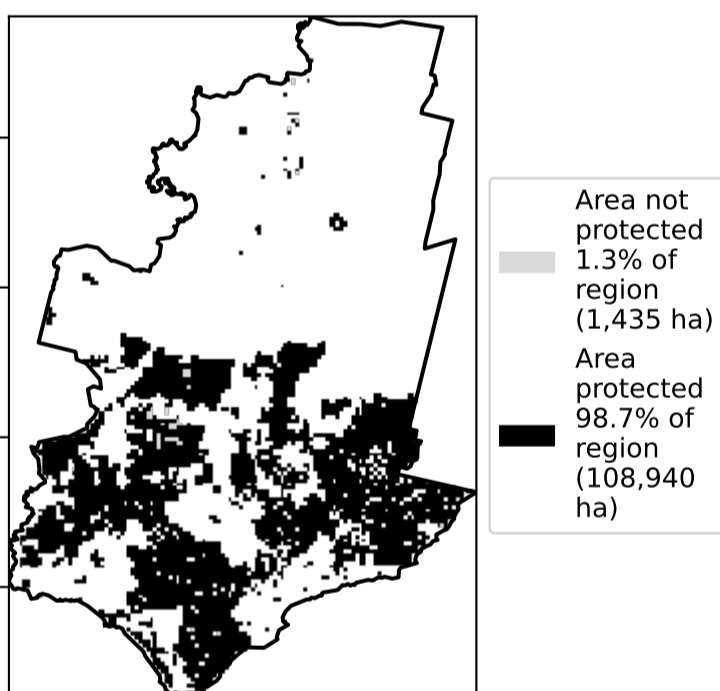 Area not
protected
1.3% of
region
(1,435 ha)
Area
protected
98.7% of
region
(108,940
ha)